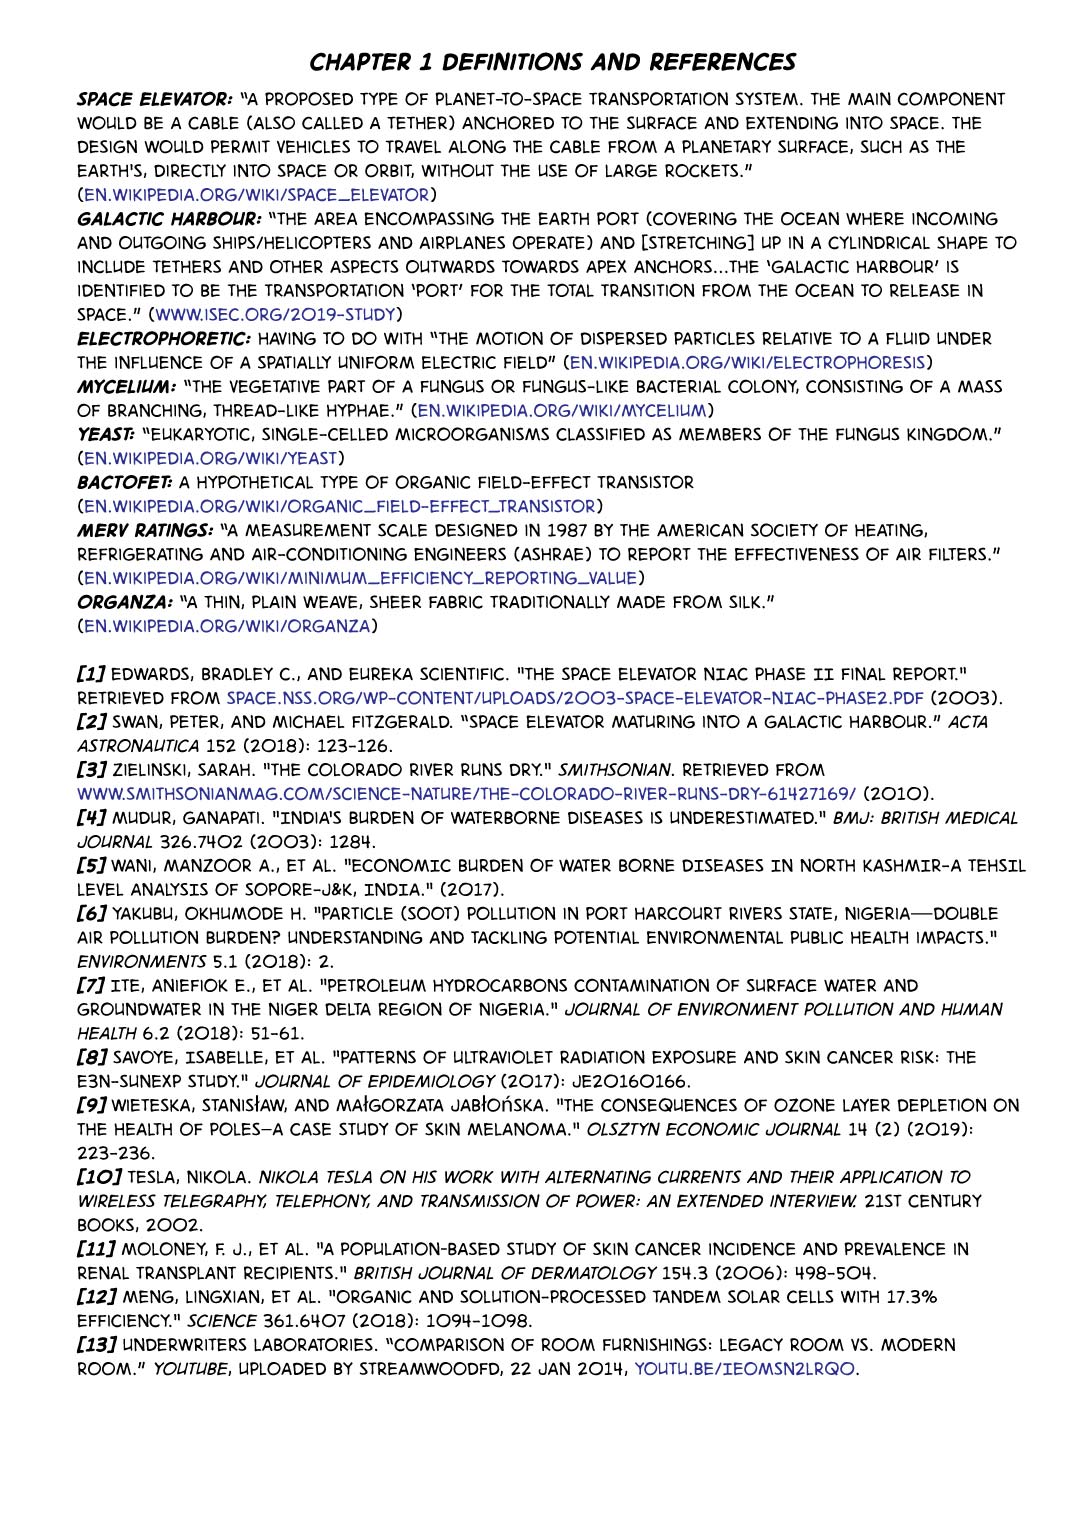 CHAPTER 1 DEFINITIONS AND REFERENCES
SPACE ELEVATOR: "A PROPOSED TYPE OF PLANET-TO-SPACE TRANSPORTATION SYSTEM. THE MAIN COMPONENT
WOULD BE A CABLE (ALSO CALLED A TETHER) ANCHORED TO THE SURFACE AND EXTENDING INTO SPACE. THE
DESIGN WOULD PERMIT VEHICLES TO TRAVEL ALONG THE CABLE FROM A PLANETARY SURFACE, SUCH AS THE
EARTH'S, DIRECTLY INTO SPACE OR ORBIT, WITHOUT THE USE OF LARGE ROCKETS."
(EN.WIKIPEDIA.ORG/WIKI/SPACE_ELEVATOR)
GALACTIC HARBOUR: "THE AREA ENCOMPASSING THE EARTH PORT (COVERING THE OCEAN WHERE INCOMING
AND OUTGOING SHIPS/HELICOPTERS AND AIRPLANES OPERATE) AND [STRETCHING] UP IN A CYLINDRICAL SHAPE TO
INCLUDE TETHERS AND OTHER ASPECTS OUTWARDS TOWARDS APEX ANCHORS...THE 'GALACTIC HARBOUR' IS
IDENTIFIED TO BE THE TRANSPORTATION 'PORT' FOR THE TOTAL TRANSITION FROM THE OCEAN TO RELEASE IN
SPACE." (WWW.ISEC.ORG/2019-STUDY)
ELECTROPHORETIC: HAVING TO DO WITH "THE MOTION OF DISPERSED PARTICLES RELATIVE TO A FLUID UNDER
THE INFLUENCE OF A SPATIALLY UNIFORM ELECTRIC FIELD" (EN.WIKIPEDIA.ORG/WIKI/ELECTROPHORESIS)
MYCELIUM: "THE VEGETATIVE PART OF A FUNGUS OR FUNGUS-LIKE BACTERIAL COLONY, CONSISTING OF A MASS
OF BRANCHING, THREAD-LIKE HYPHAE." (EN.WIKIPEDIA.ORG/WIKI/MYCELIUM)
YEAST: "EUKARYOTIC, SINGLE-CELLED MICROORGANISMS CLASSIFIED AS MEMBERS OF THE FUNGUS KINGDOM."
(EN.WIKIPEDIA.ORG/WIKI/YEAST)
BACTOFET: A HYPOTHETICAL TYPE OF ORGANIC FIELD-EFFECT TRANSISTOR
(EN.WIKIPEDIA.ORG/WIKI/ORGANIC_FIELD-EFFECT_TRANSISTOR)
MERV RATINGS: "A MEASUREMENT SCALE DESIGNED IN 1987 BY THE AMERICAN SOCIETY OF HEATING,
REFRIGERATING AND AIR-CONDITIONING ENGINEERS (ASHRAE) TO REPORT THE EFFECTIVENESS OF AIR FILTERS."
(EN.WIKIPEDIA.ORG/WIKI/MINIMUM_EFFICIENCY_REPORTING_VALUE)
ORGANZA: "A THIN, PLAIN WEAVE, SHEER FABRIC TRADITIONALLY MADE FROM SILK."
(EN.WIKIPEDIA.ORG/WIKI/ORGANZA)
[1] EDWARDS, BRADLEY C., AND EUREKA SCIENTIFIC. "THE SPACE ELEVATOR NIAC PHASE II FINAL REPORT."
RETRIEVED FROM SPACE.NSS.ORG/WP-CONTENT/UPLOADS/2003-SPACE-ELEVATOR-NIAC-PHASE2.PDF (2003).
[2] SWAN, PETER, AND MICHAEL FITZGERALD. "SPACE ELEVATOR MATURING INTO A GALACTIC HARBOUR." ACTA
ASTRONAUTICA 152 (2018): 123-126.
[3] ZIELINSKI, SARAH. "THE COLORADO RIVER RUNS DRY." SMITHSONIAN. RETRIEVED FROM
WWW.SMITHSONIANMAG.COM/SCIENCE-NATURE/THE-COLORADO-RIVER-RUNS-DRY-61427169/ (2010).
[4] MUDUR, GANAPATI. "INDIA'S BURDEN OF WATERBORNE DISEASES IS UNDERESTIMATED." BMJ: BRITISH MEDICAL
JOURNAL 326.7402 (2003): 1284.
[5] WANI, MANZOOR A., ET AL. "ECONOMIC BURDEN OF WATER BORNE DISEASES IN NORTH KASHMIR-A TEHSIL
LEVEL ANALYSIS OF SOPORE-J&K, INDIA." (2017).
[6] YAKUBU, OKHUMODE H. "PARTICLE (SOOT) POLLUTION IN PORT HARCOURT RIVERS STATE, NIGERIA—DOUBLE
AIR POLLUTION BURDEN? UNDERSTANDING AND TACKLING POTENTIAL ENVIRONMENTAL PUBLIC HEALTH IMPACTS."
ENVIRONMENTS 5.1 (2018): 2.
[7] ITE, ANIEFIOK E., ET AL. "PETROLEUM HYDROCARBONS CONTAMINATION OF SURFACE WATER AND
GROUNDWATER IN THE NIGER DELTA REGION OF NIGERIA." JOURNAL OF ENVIRONMENT POLLUTION AND HUMAN
HEALTH 6.2 (2018): 51-61.
[8] SAVOYE, ISABELLE, ET AL. "PATTERNS OF ULTRAVIOLET RADIATION EXPOSURE AND SKIN CANCER RISK: THE
E3N-SUNEXP STUDY." JOURNAL OF EPIDEMIOLOGY (2017): JE20160166.
[9] WIETESKA, STANISŁAW, AND MAŁGORZATA JABŁOŃSKA. "THE CONSEQUENCES OF OZONE LAYER DEPLETION ON
THE HEALTH OF POLES–A CASE STUDY OF SKIN MELANOMA." OLSZTYN ECONOMIC JOURNAL 14 (2) (2019):
223-236.
[10] TESLA, NIKOLA. NIKOLA TESLA ON HIS WORK WITH ALTERNATING CURRENTS AND THEIR APPLICATION TO
WIRELESS TELEGRAPHY, TELEPHONY, AND TRANSMISSION OF POWER: AN EXTENDED INTERVIEW. 21ST CENTURY
BOOKS, 2002.
[11] MOLONEY, F. J., ET AL. "A POPULATION-BASED STUDY OF SKIN CANCER INCIDENCE AND PREVALENCE IN
RENAL TRANSPLANT RECIPIENTS." BRITISH JOURNAL OF DERMATOLOGY 154.3 (2006): 498-504.
[12] MENG, LINGXIAN, ET AL. "ORGANIC AND SOLUTION-PROCESSED TANDEM SOLAR CELLS WITH 17.3%
EFFICIENCY." SCIENCE 361.6407 (2018): 1094-1098.
[13] UNDERWRITERS LABORATORIES. "COMPARISON OF ROOM FURNISHINGS: LEGACY ROOM VS. MODERN
ROOM." YOUTUBE, UPLOADED BY STREAMWOODFD, 22 JAN 2014, YOUTU.BE/IEOMSN2LRQO.